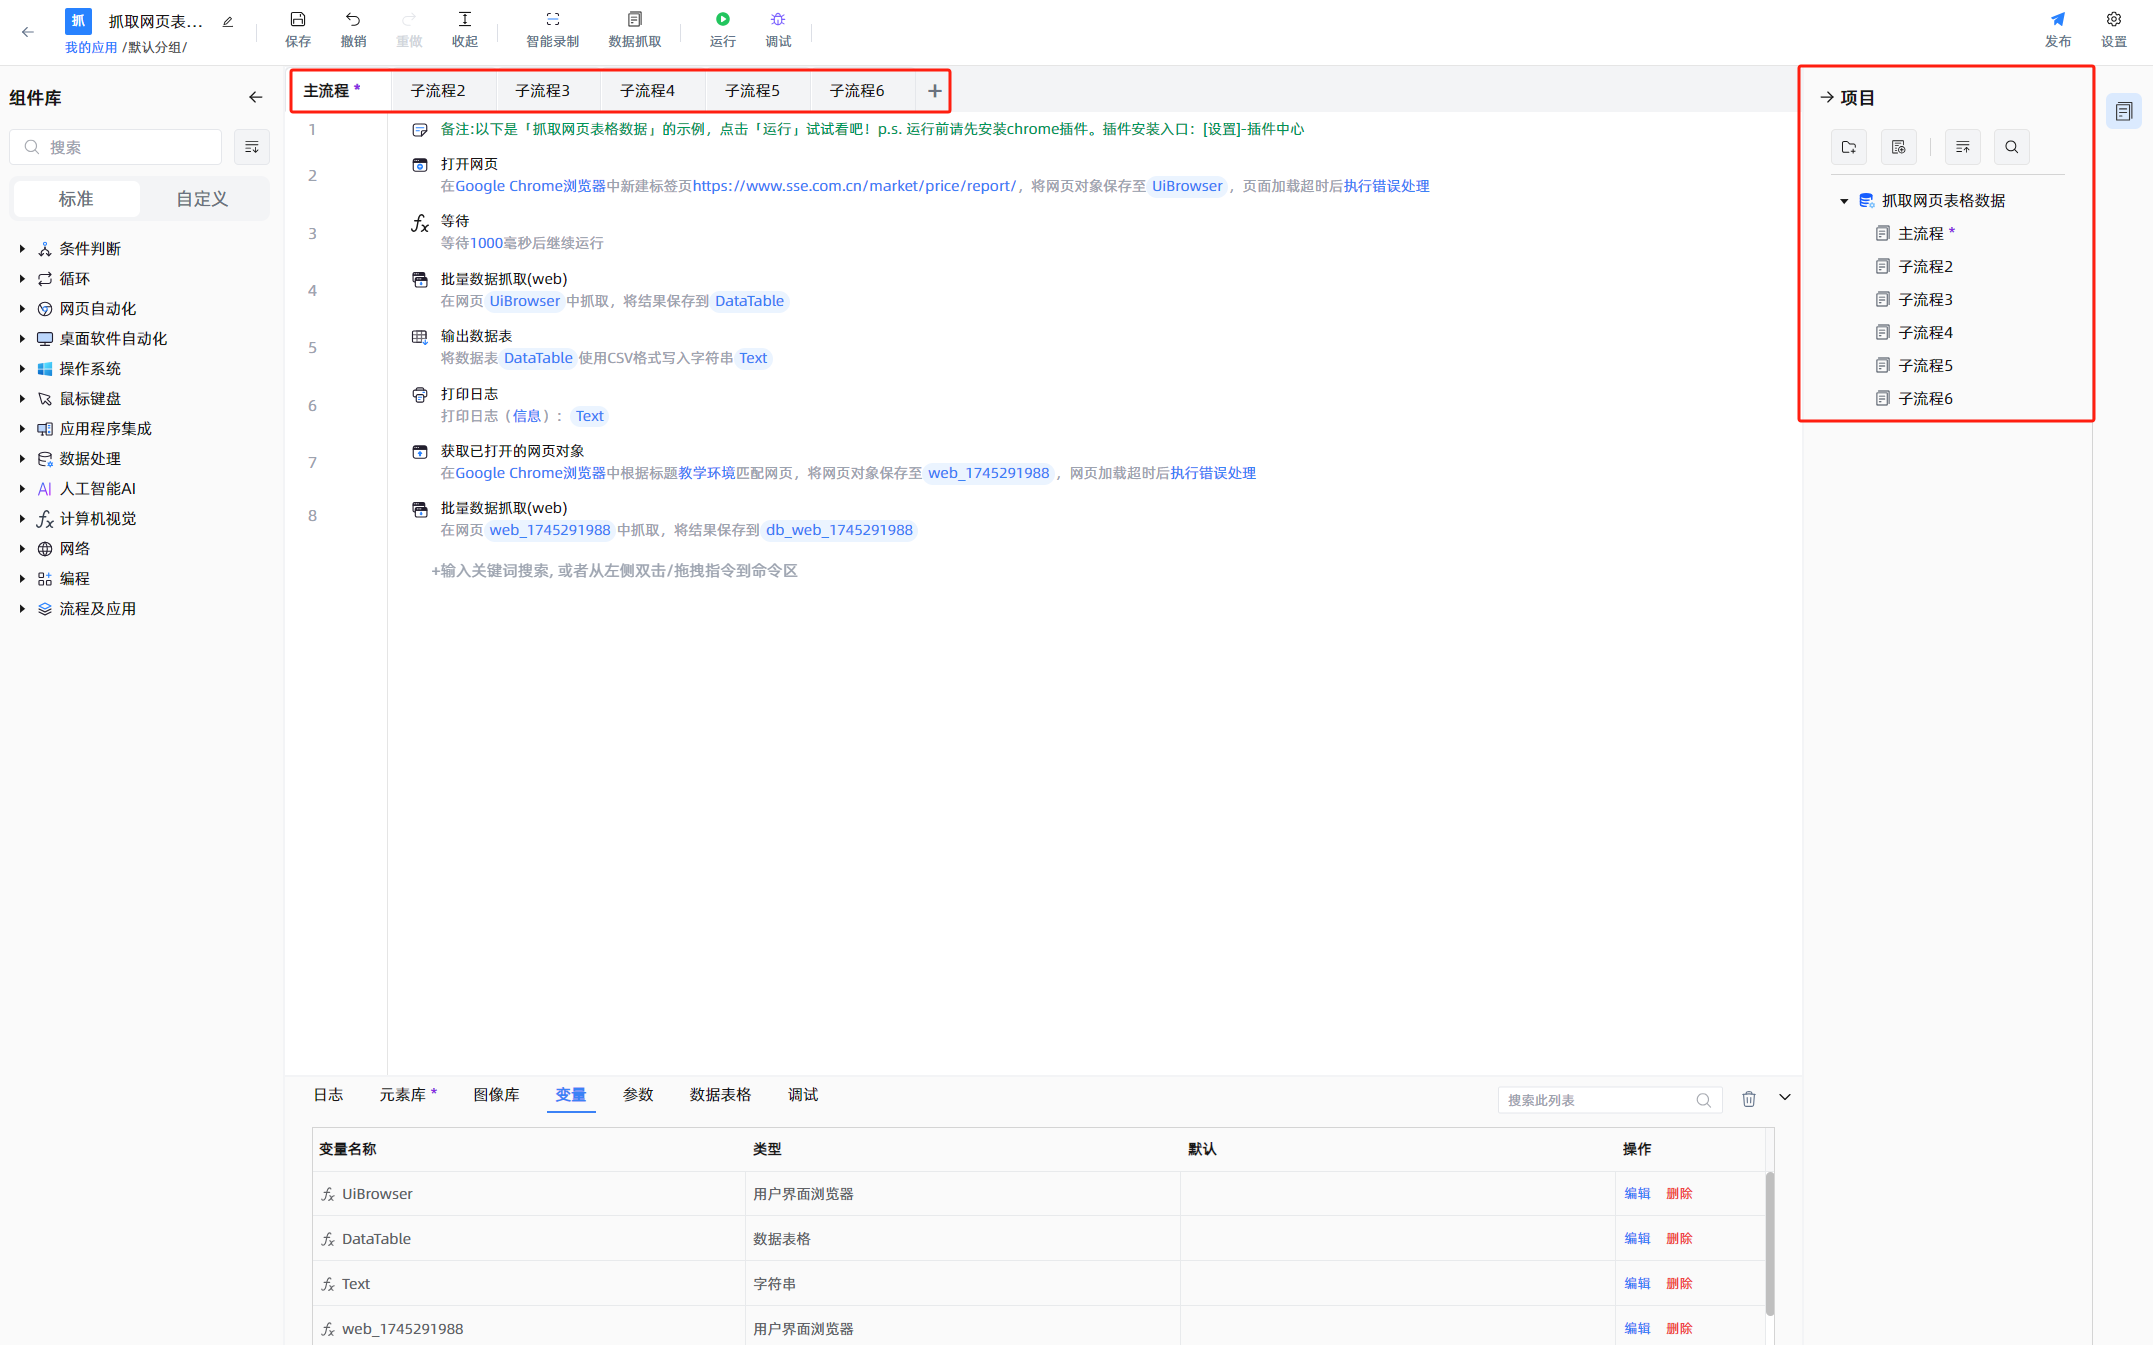 抓 抓取网页表...
我的应用 /默认分组/
保存 撤销 重做 收起 智能录制 数据抓取 运行 调试 发布 设置
组件库
搜索
标准 自定义
条件判断
循环
网页自动化
桌面软件自动化
操作系统
鼠标键盘
应用程序集成
数据处理
AI 人工智能AI
fx 计算机视觉
网络
编程
流程及应用
主流程 * 子流程2 子流程3 子流程4 子流程5 子流程6 +
1 备注:以下是「抓取网页表格数据」的示例，点击「运行」试试看吧！p.s. 运行前请先安装chrome插件。插件安装入口：[设置]-插件中心
2 打开网页
在Google Chrome浏览器中新建标签页https://www.sse.com.cn/market/price/report/，将网页对象保存至 UiBrowser ，页面加载超时后执行错误处理
3 fx 等待
等待1000毫秒后继续运行
4 批量数据抓取(web)
在网页 UiBrowser 中抓取，将结果保存到 DataTable
5 输出数据表
将数据表 DataTable 使用CSV格式写入字符串 Text
6 打印日志
打印日志（信息）： Text
7 获取已打开的网页对象
在Google Chrome浏览器中根据标题教学环境匹配网页，将网页对象保存至 web_1745291988 ，网页加载超时后执行错误处理
8 批量数据抓取(web)
在网页 web_1745291988 中抓取，将结果保存到 db_web_1745291988
+输入关键词搜索, 或者从左侧双击/拖拽指令到命令区
项目
抓取网页表格数据
主流程 *
子流程2
子流程3
子流程4
子流程5
子流程6
日志 元素库 * 图像库 变量 参数 数据表格 调试 搜索此列表
变量名称 类型 默认 操作
fx UiBrowser 用户界面浏览器 编辑 删除
fx DataTable 数据表格 编辑 删除
fx Text 字符串 编辑 删除
fx web_1745291988 用户界面浏览器 编辑 删除